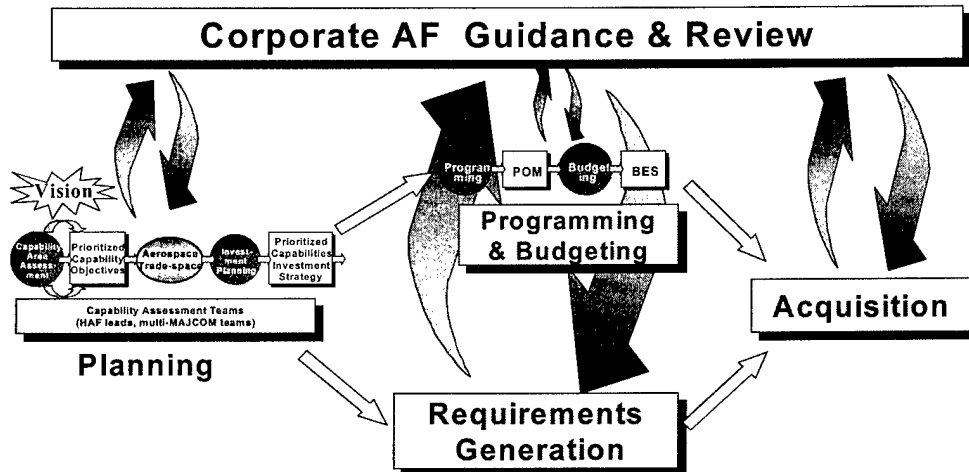 Corporate AF Guidance & Review
Vision
Capability
Area
Assess-
ment
Prioritized
Capability
Objectives
Aerospace
Trade-space
Invest-
ment
Planning
Prioritized
Capabilities
Investment
Strategy
Capability Assessment Teams
(HAF leads, multi-MAJCOM teams)
Planning
Program
ming
POM
Budget
ing
BES
Programming
& Budgeting
Requirements
Generation
Acquisition